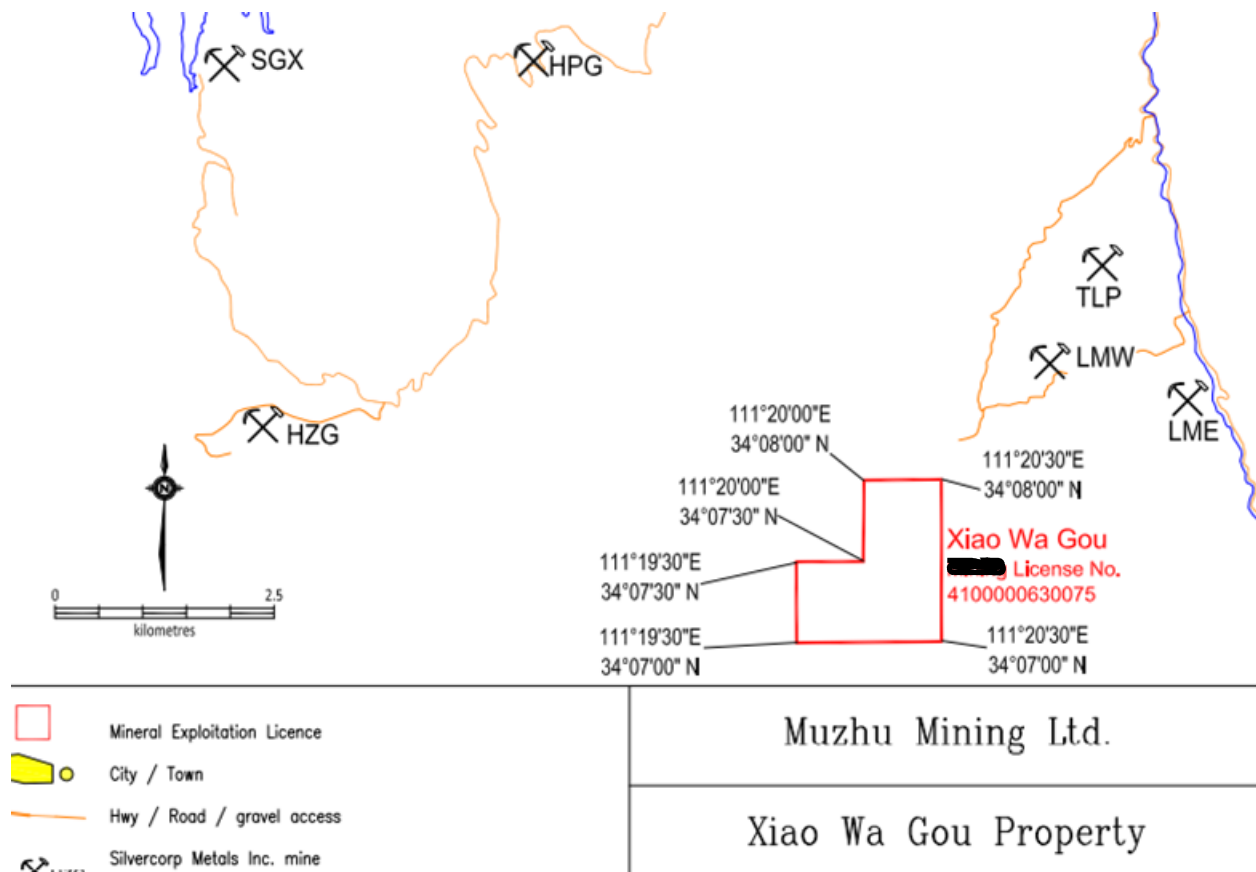 SGX
HPG
TLP
LMW
LME
HZG
N
111°20'00"E
34°08'00" N
111°20'30"E
34°08'00" N
111°20'00"E
34°07'30" N
111°19'30"E
34°07'30" N
Xiao Wa Gou
License No.
4100000630075
0 2.5
kilometres
111°19'30"E
34°07'00" N
111°20'30"E
34°07'00" N
Mineral Exploitation Licence
City / Town
Hwy / Road / gravel access
Silvercorp Metals Inc. mine
Muzhu Mining Ltd.
Xiao Wa Gou Property